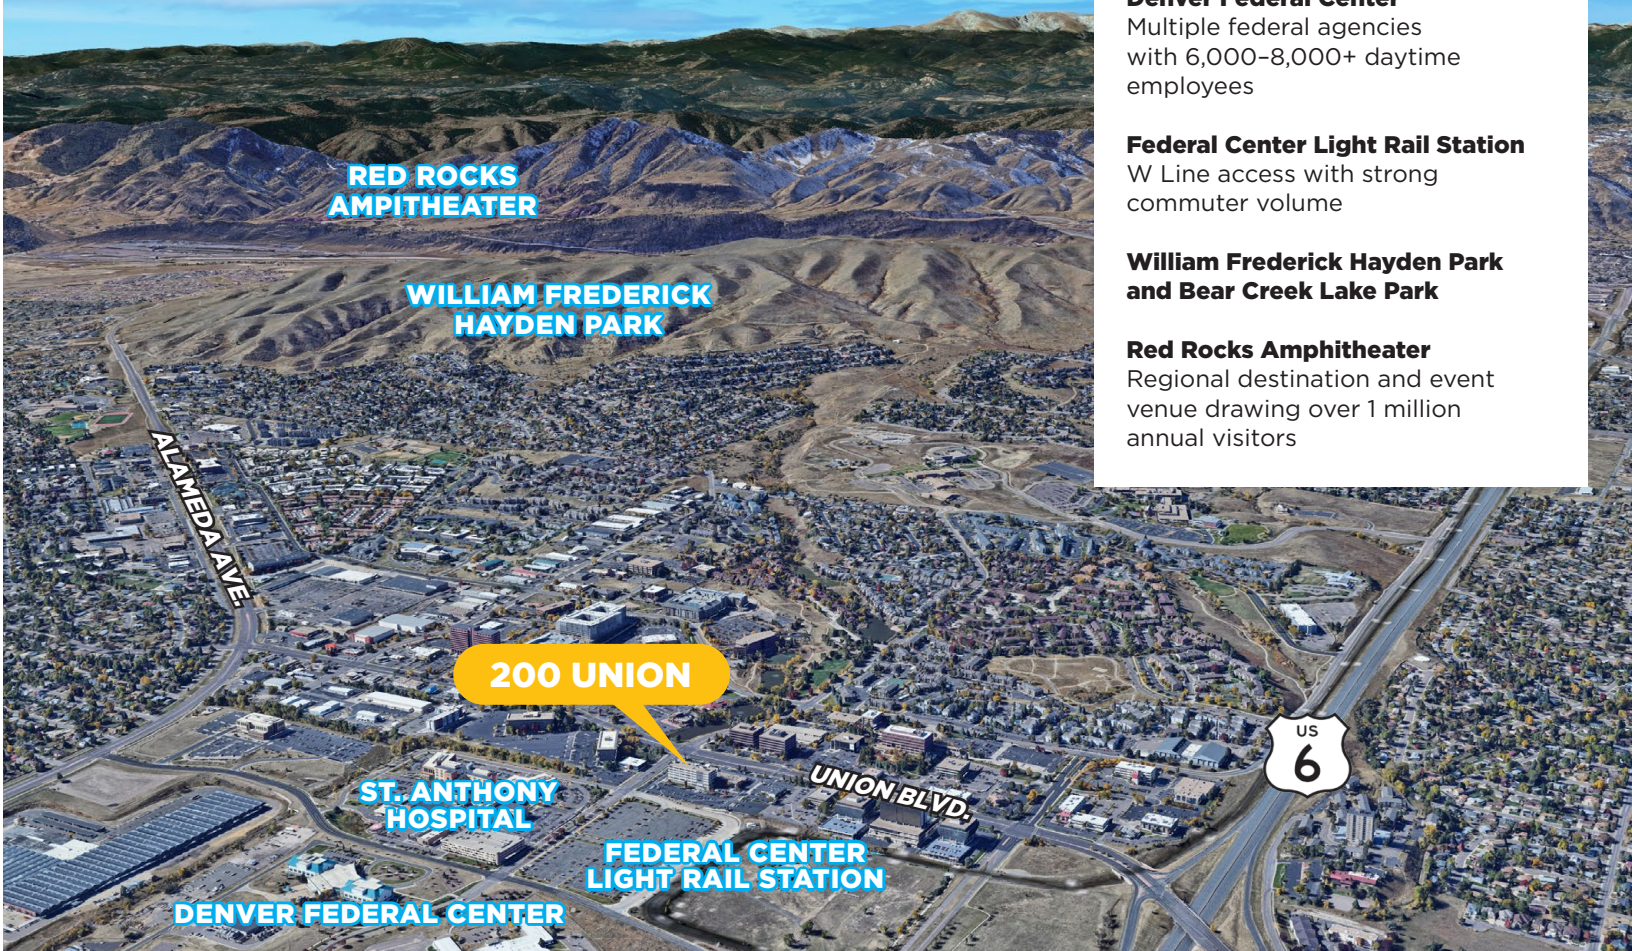 Denver Federal Center
Multiple federal agencies
with 6,000–8,000+ daytime
employees
Federal Center Light Rail Station
W Line access with strong
commuter volume
William Frederick Hayden Park
and Bear Creek Lake Park
Red Rocks Amphitheater
Regional destination and event
venue drawing over 1 million
annual visitors
RED ROCKS
AMPITHEATER
WILLIAM FREDERICK
HAYDEN PARK
ALAMEDA AVE.
200 UNION
US
6
UNION BLVD.
ST. ANTHONY
HOSPITAL
FEDERAL CENTER
LIGHT RAIL STATION
DENVER FEDERAL CENTER